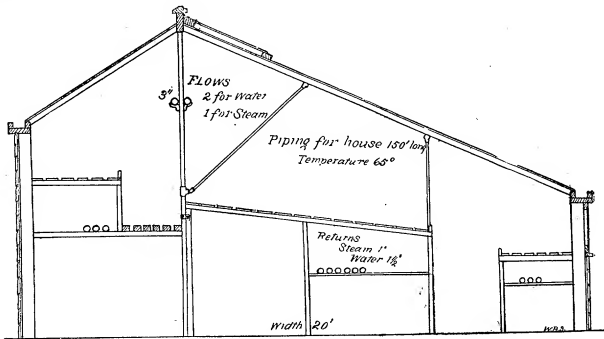 FLOWS
3"
2 for Water
1 for Steam
Piping for house 150' long
Temperature 65°
Returns
Steam 1"
Water 1½"
Width 20'
W.R.B.